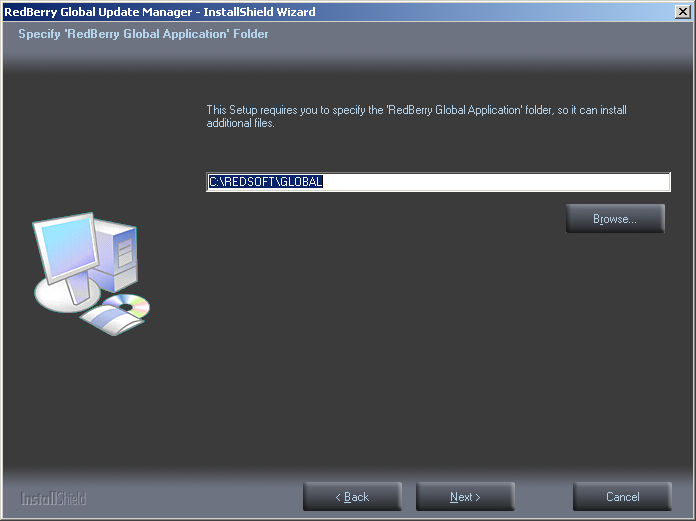 RedBerry Global Update Manager - InstallShield Wizard
Specify 'RedBerry Global Application' Folder
This Setup requires you to specify the 'RedBerry Global Application' folder, so it can install
additional files.
C:\REDSOFT\GLOBAL
Browse...
InstallShield
< Back
Next >
Cancel